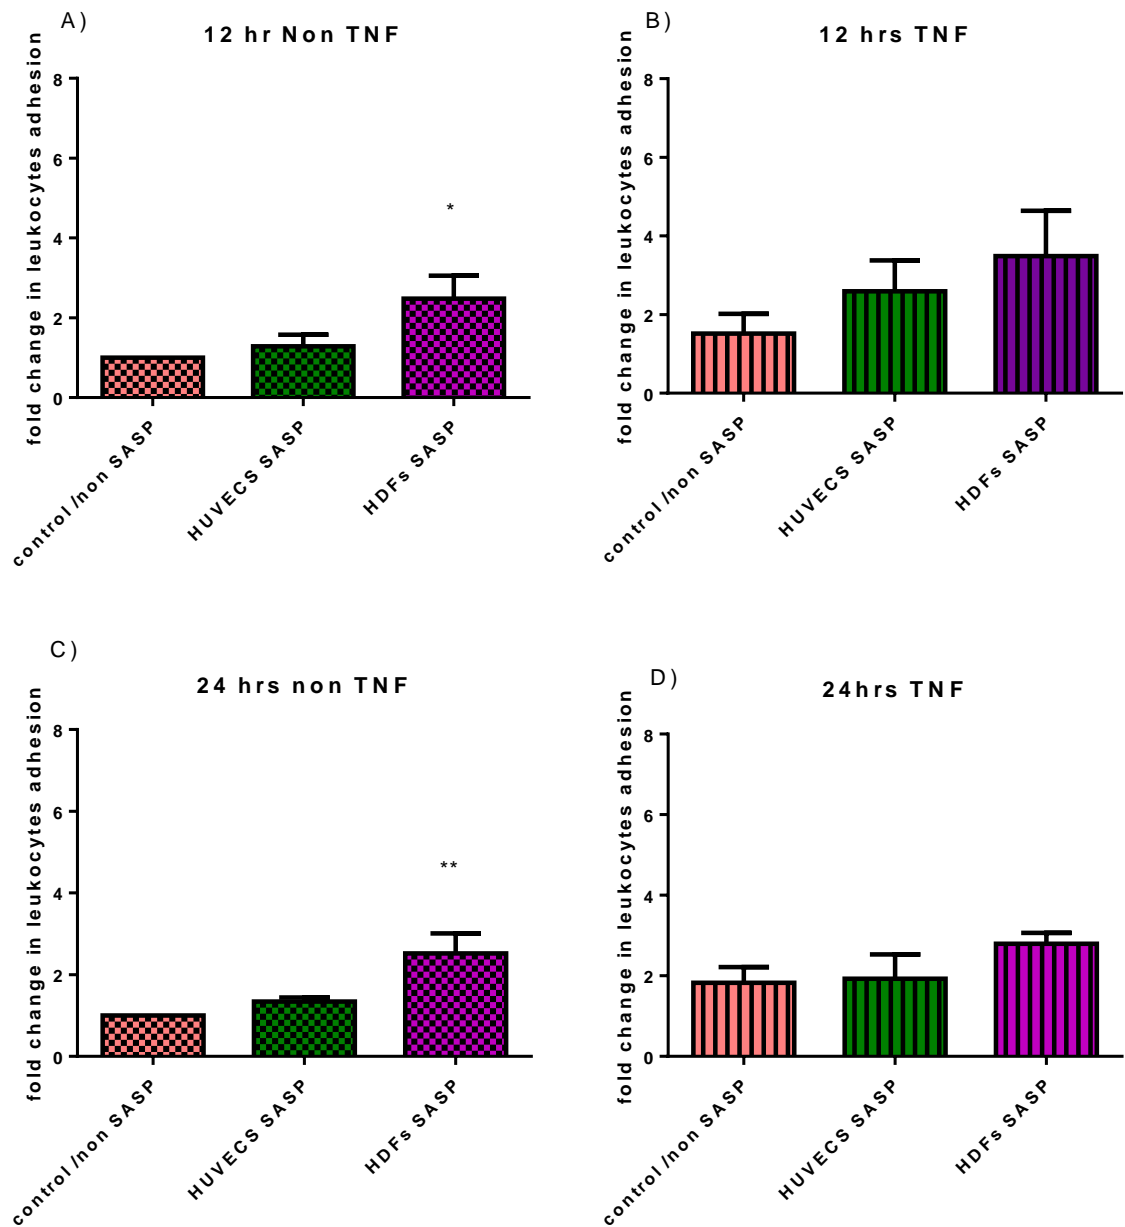 A)
12 hr Non TNF
fold change in leukocytes adhesion
8
6
4
2
0
*
control/non SASP
HUVECS SASP
HDFs SASP
B)
12 hrs TNF
fold change in leukocytes adhesion
8
6
4
2
0
control/non SASP
HUVECS SASP
HDFs SASP
C)
24 hrs non TNF
fold change in leukocytes adhesion
8
6
4
2
0
**
control/non SASP
HUVECS SASP
HDFs SASP
D)
24hrs TNF
fold change in leukocytes adhesion
8
6
4
2
0
control/non SASP
HUVECS SASP
HDFs SASP